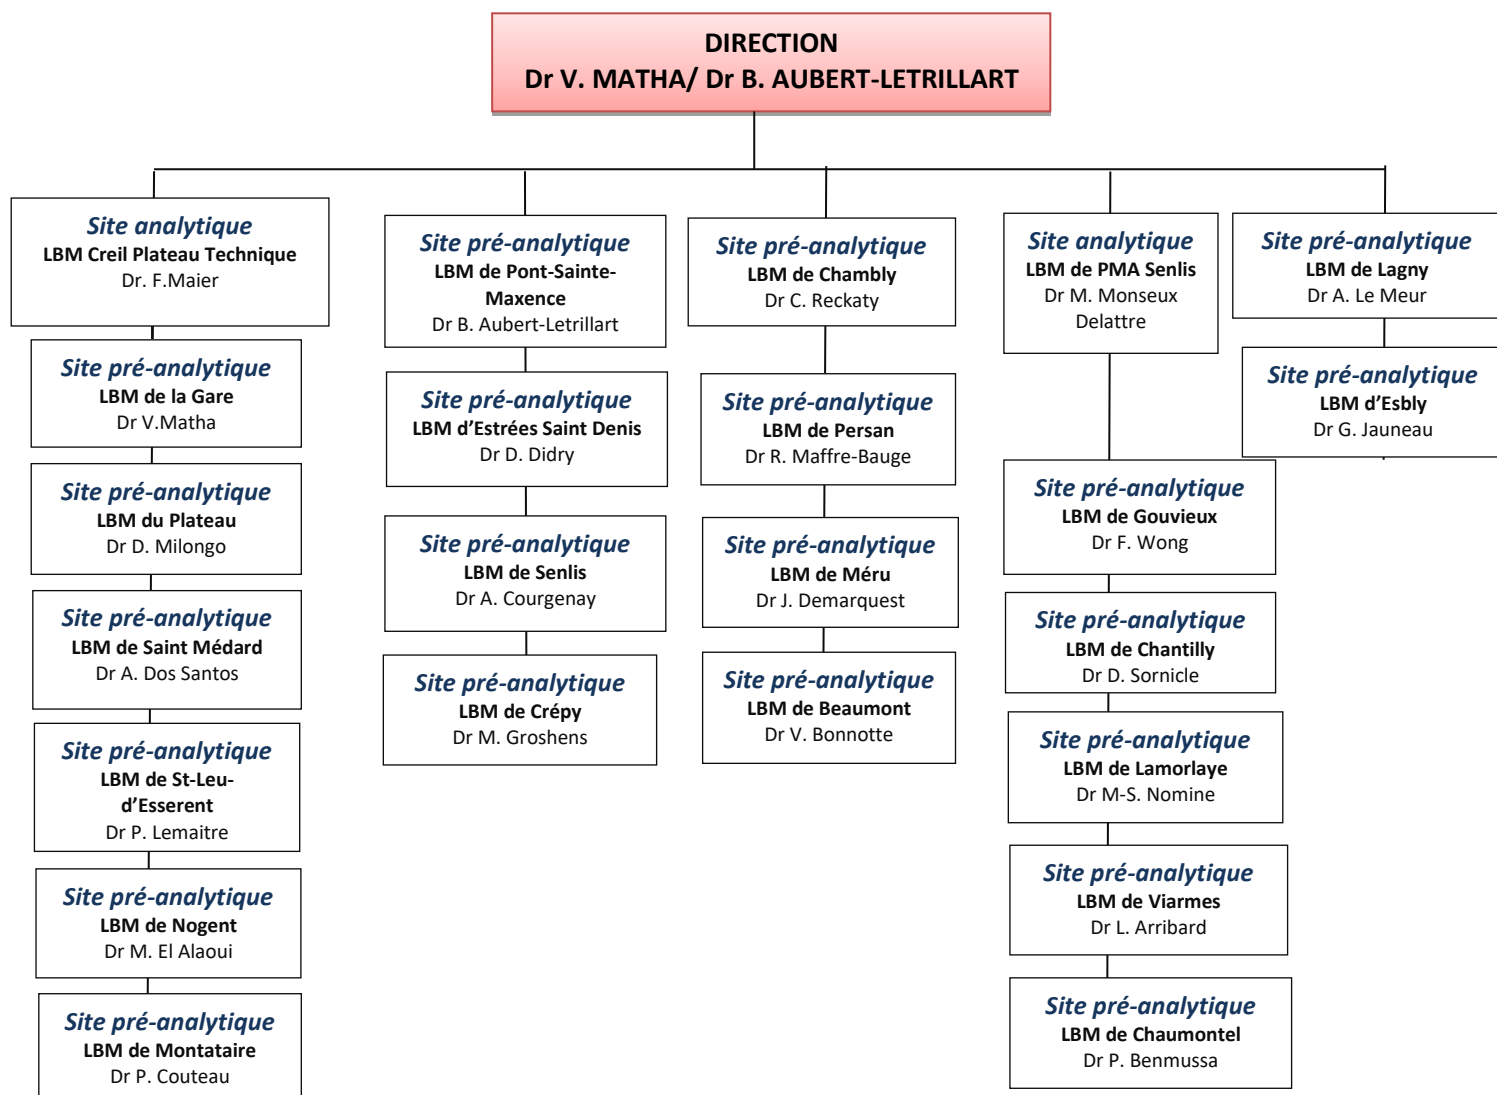 DIRECTION
Dr V. MATHA/ Dr B. AUBERT-LETRILLART
Site analytique
LBM Creil Plateau Technique
Dr. F.Maier
Site pré-analytique
LBM de la Gare
Dr V.Matha
Site pré-analytique
LBM du Plateau
Dr D. Milongo
Site pré-analytique
LBM de Saint Médard
Dr A. Dos Santos
Site pré-analytique
LBM de St-Leu-
d’Esserent
Dr P. Lemaitre
Site pré-analytique
LBM de Nogent
Dr M. El Alaoui
Site pré-analytique
LBM de Montataire
Dr P. Couteau
Site pré-analytique
LBM de Pont-Sainte-
Maxence
Dr B. Aubert-Letrillart
Site pré-analytique
LBM d’Estrées Saint Denis
Dr D. Didry
Site pré-analytique
LBM de Senlis
Dr A. Courgenay
Site pré-analytique
LBM de Crépy
Dr M. Groshens
Site pré-analytique
LBM de Chambly
Dr C. Reckaty
Site pré-analytique
LBM de Persan
Dr R. Maffre-Bauge
Site pré-analytique
LBM de Méru
Dr J. Demarquest
Site pré-analytique
LBM de Beaumont
Dr V. Bonnotte
Site analytique
LBM de PMA Senlis
Dr M. Monseux
Delattre
Site pré-analytique
LBM de Gouvieux
Dr F. Wong
Site pré-analytique
LBM de Chantilly
Dr D. Sornicle
Site pré-analytique
LBM de Lamorlaye
Dr M-S. Nomine
Site pré-analytique
LBM de Viarmes
Dr L. Arribard
Site pré-analytique
LBM de Chaumontel
Dr P. Benmussa
Site pré-analytique
LBM de Lagny
Dr A. Le Meur
Site pré-analytique
LBM d’Esbly
Dr G. Jauneau